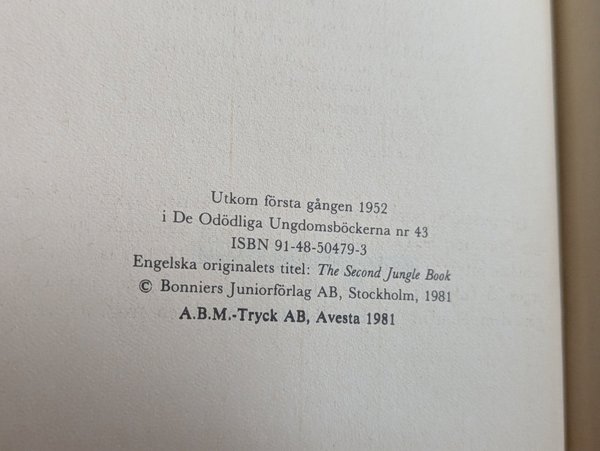 Utkom första gången 1952
i De Odödliga Ungdomsböckerna nr 43
ISBN 91-48-50479-3
Engelska originalets titel: The Second Jungle Book
© Bonniers Juniorförlag AB, Stockholm, 1981
A.B.M.-Tryck AB, Avesta 1981